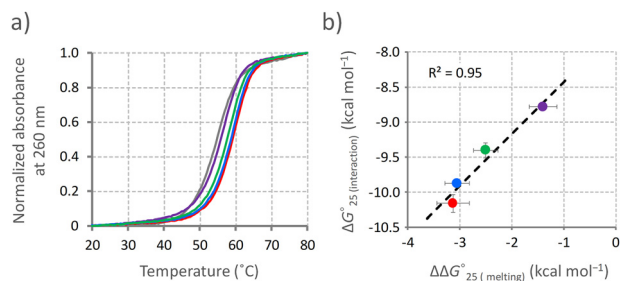 a)
Normalized absorbance
at 260 nm
1.0
0.8
0.6
0.4
0.2
0
20 30 40 50 60 70 80
Temperature (˚C)
b)
ΔG°25 (interaction) (kcal mol⁻¹)
-8.0
-8.5
-9.0
-9.5
-10.0
-10.5
R² = 0.95
-4 -3 -2 -1 0
ΔΔG°25 ( melting) (kcal mol⁻¹)